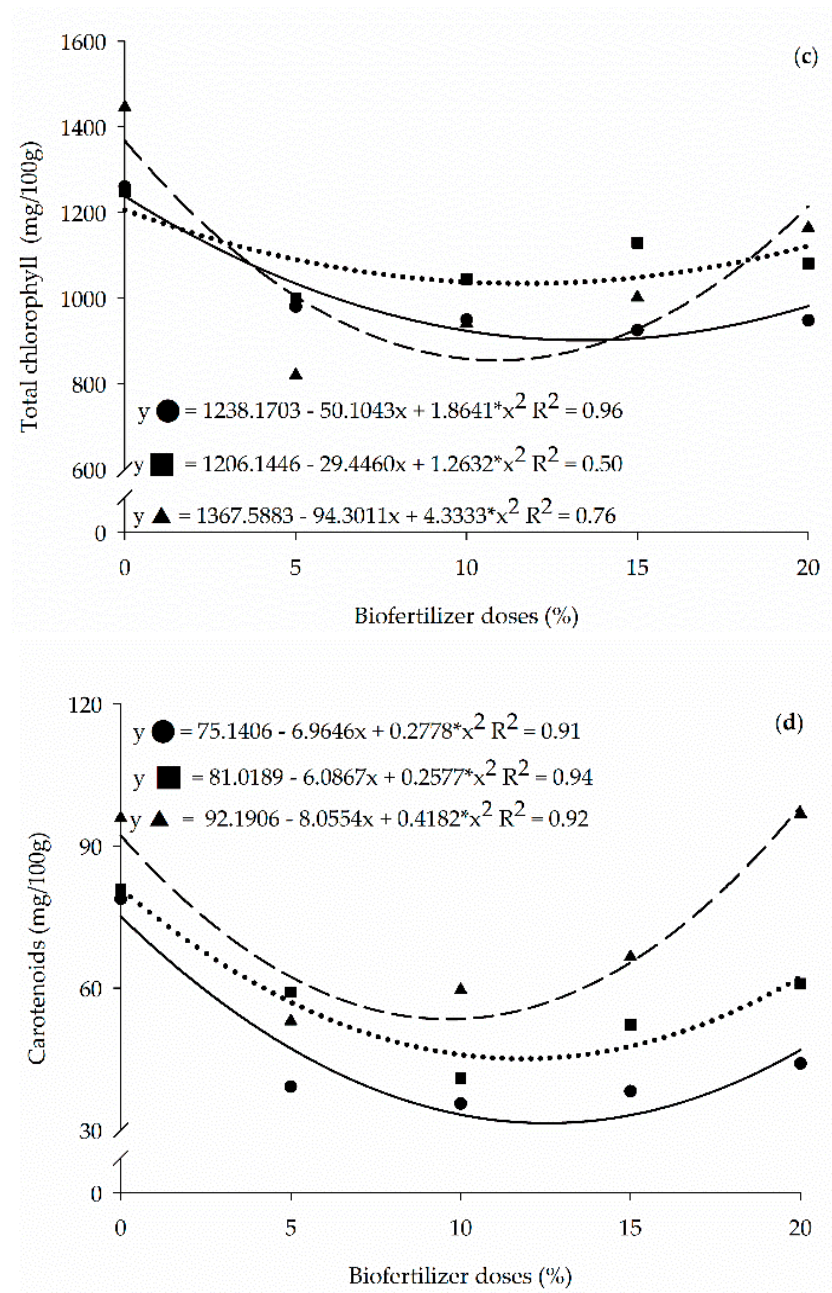 1600
(c)
1400
1200
1000
800
600
0
Total chlorophyll (mg/100g)
y ● = 1238.1703 - 50.1043x + 1.8641*x² R² = 0.96
y ■ = 1206.1446 - 29.4460x + 1.2632*x² R² = 0.50
y ▲ = 1367.5883 - 94.3011x + 4.3333*x² R² = 0.76
0 5 10 15 20
Biofertilizer doses (%)
120
(d)
90
60
30
0
Carotenoids (mg/100g)
y ● = 75.1406 - 6.9646x + 0.2778*x² R² = 0.91
y ■ = 81.0189 - 6.0867x + 0.2577*x² R² = 0.94
y ▲ = 92.1906 - 8.0554x + 0.4182*x² R² = 0.92
0 5 10 15 20
Biofertilizer doses (%)